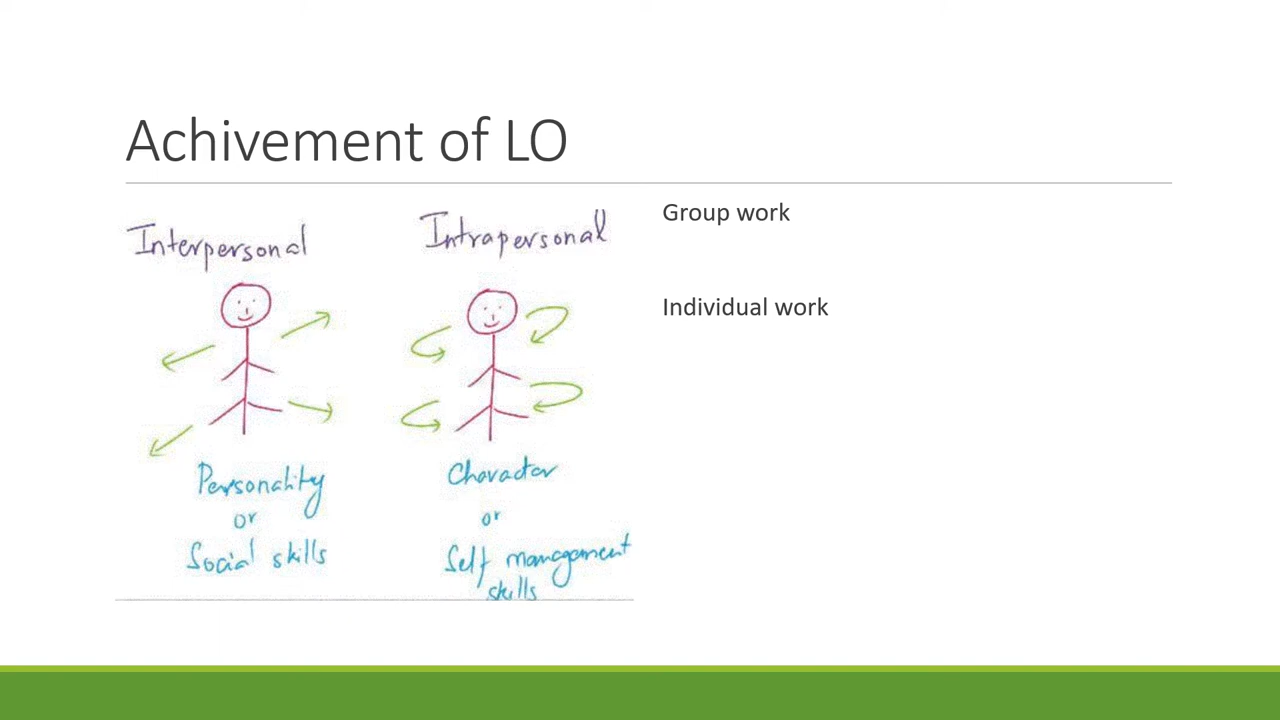 Achivement of LO
Interpersonal
Intrapersonal
Personality
or
Social skills
Character
or
Self management
skills
Group work
Individual work